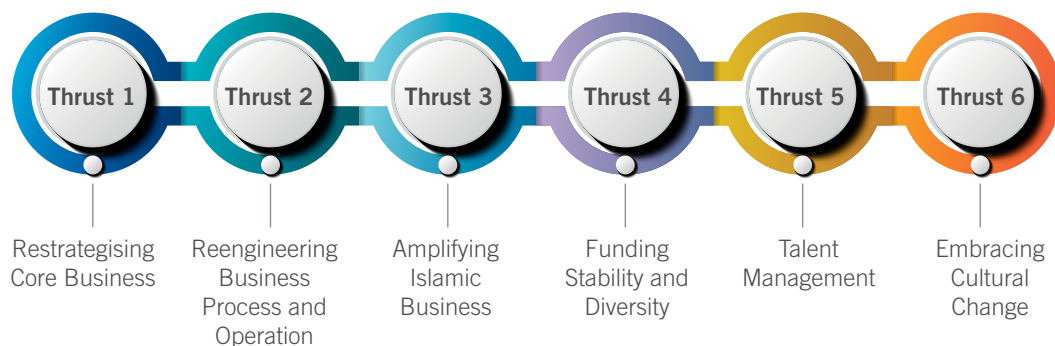 Thrust 1
Thrust 2
Thrust 3
Thrust 4
Thrust 5
Thrust 6
Restrategising
Core Business
Reengineering
Business
Process and
Operation
Amplifying
Islamic
Business
Funding
Stability and
Diversity
Talent
Management
Embracing
Cultural
Change